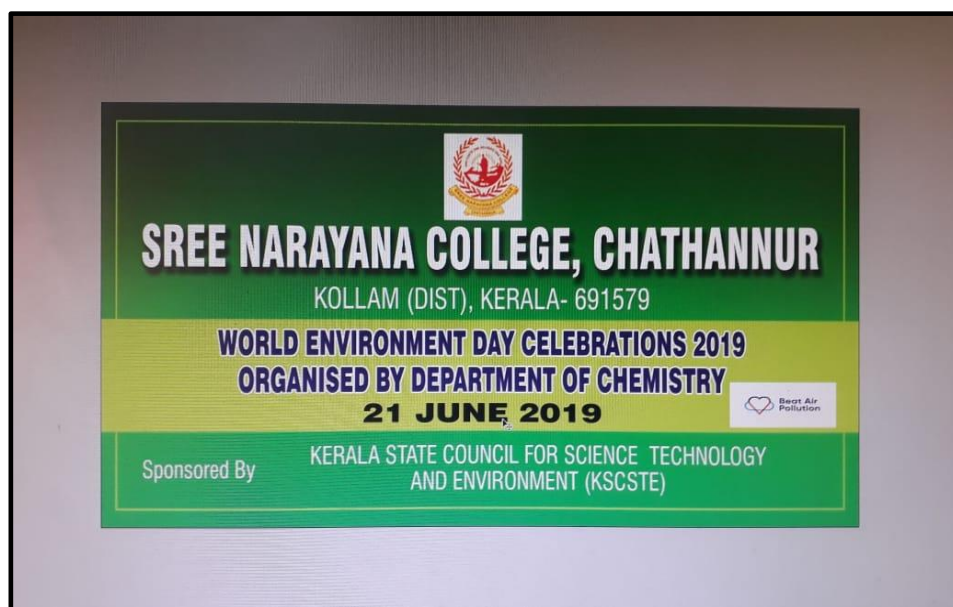 SREE NARAYANA COLLEGE, CHATHANNUR
KOLLAM (DIST), KERALA- 691579
WORLD ENVIRONMENT DAY CELEBRATIONS 2019
ORGANISED BY DEPARTMENT OF CHEMISTRY
21 JUNE 2019
Beat Air
Pollution
Sponsored By
KERALA STATE COUNCIL FOR SCIENCE TECHNOLOGY
AND ENVIRONMENT (KSCSTE)